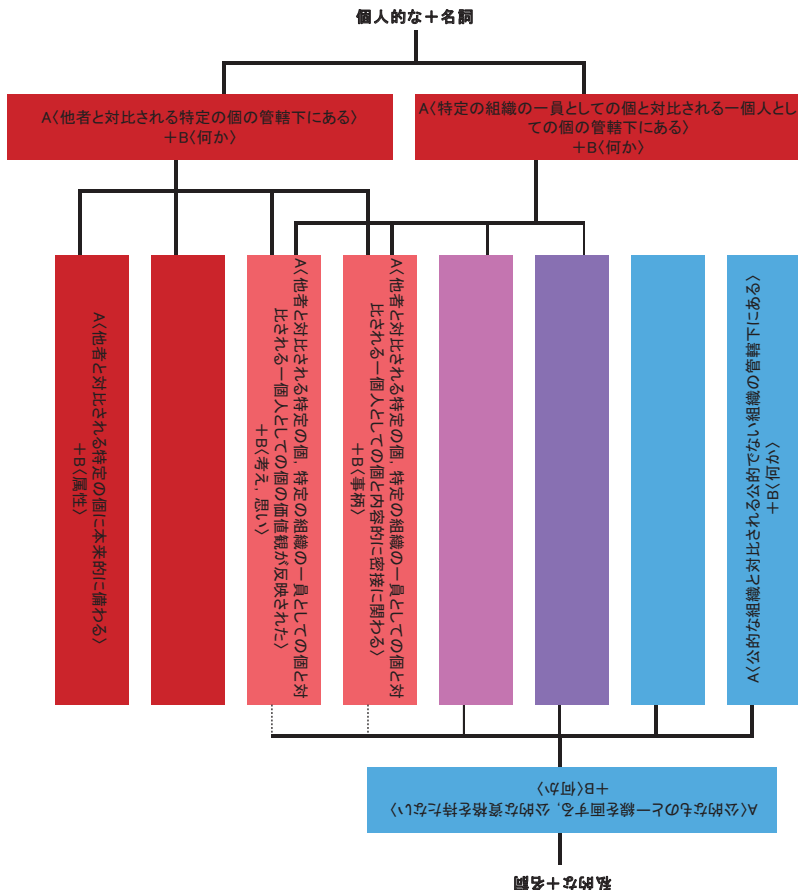 個人的な＋名詞
A〈他者と対比される特定の個の管轄下にある〉
＋B〈何か〉
A〈特定の組織の一員としての個と対比される一個人とし
ての個の管轄下にある〉
＋B〈何か〉
A〈他者と対比される特定の個に本来的に備わる〉
＋B〈属性〉
A〈他者と対比される特定の個，特定の組織の一員としての個と対
比される一個人としての個の価値観が反映された〉
＋B〈考え，思い〉
A〈他者と対比される特定の個，特定の組織の一員としての個と対
比される一個人としての個と内容的に密接に関わる〉
＋B〈事柄〉
A〈公的な組織と対比される公的でない組織の管轄下にある〉
＋B〈何か〉
A〈公的なものと一線を画する，公的な資格を持たない〉
＋B〈何か〉
私的な＋名詞